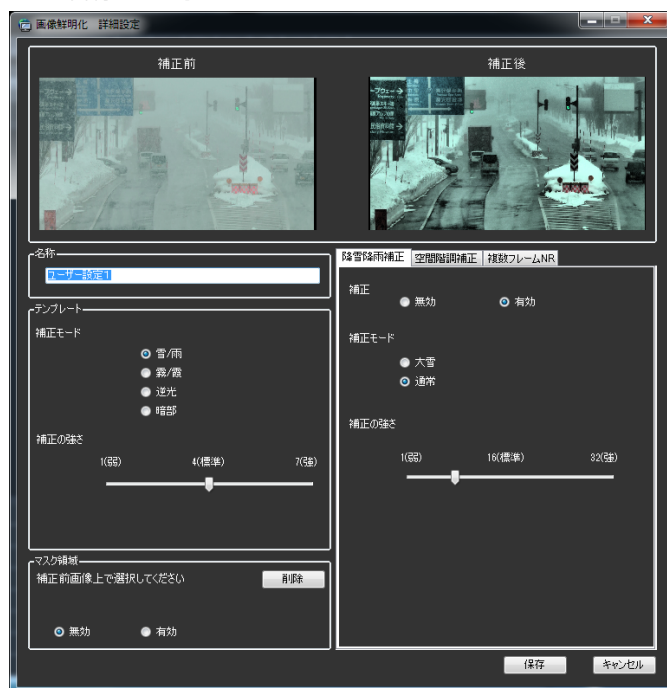 画像鮮明化 詳細設定
補正前
補正後
名称
ユーザー設定1
テンプレート
補正モード
雪/雨
霧/霞
逆光
暗部
補正の強さ
1(弱) 4(標準) 7(強)
マスク領域
補正前画像上で選択してください
削除
無効 有効
降雪降雨補正 空間階調補正 複数フレームNR
補正
無効 有効
補正モード
大雪
通常
補正の強さ
1(弱) 16(標準) 32(強)
保存 キャンセル